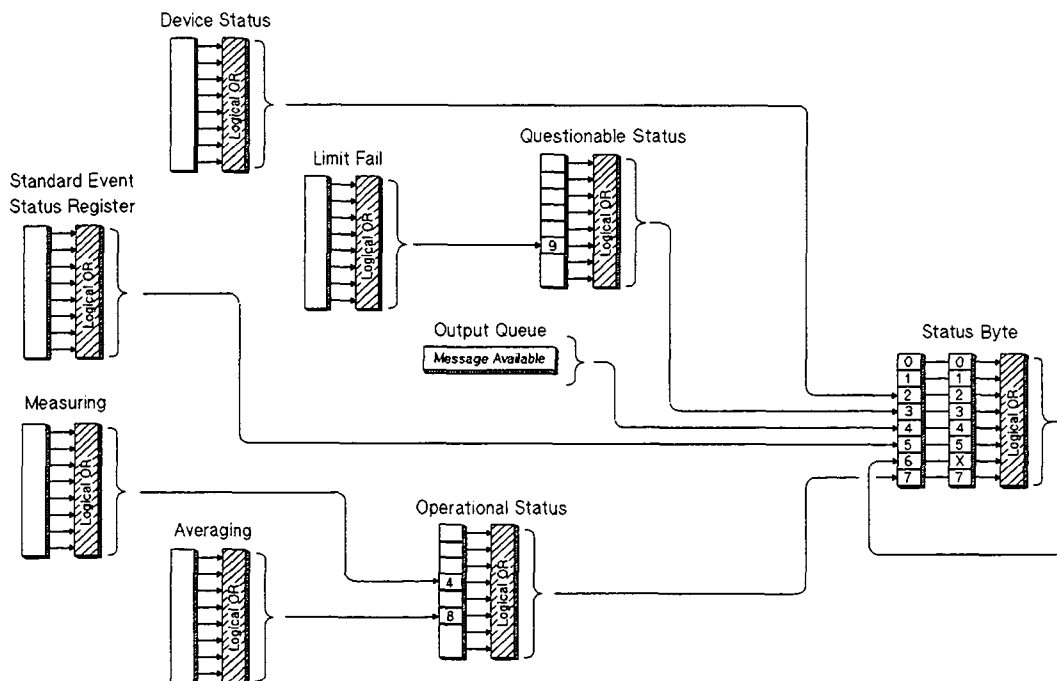 Device Status
Logical OR
Questionable Status
9
Logical OR
Limit Fail
Logical OR
Standard Event
Status Register
Logical OR
Output Queue
Message Available
Status Byte
0 0
1 1
2 2
3 3
4 4
5 5
6 X
7 7
Logical OR
Measuring
Logical OR
Operational Status
4
8
Logical OR
Averaging
Logical OR